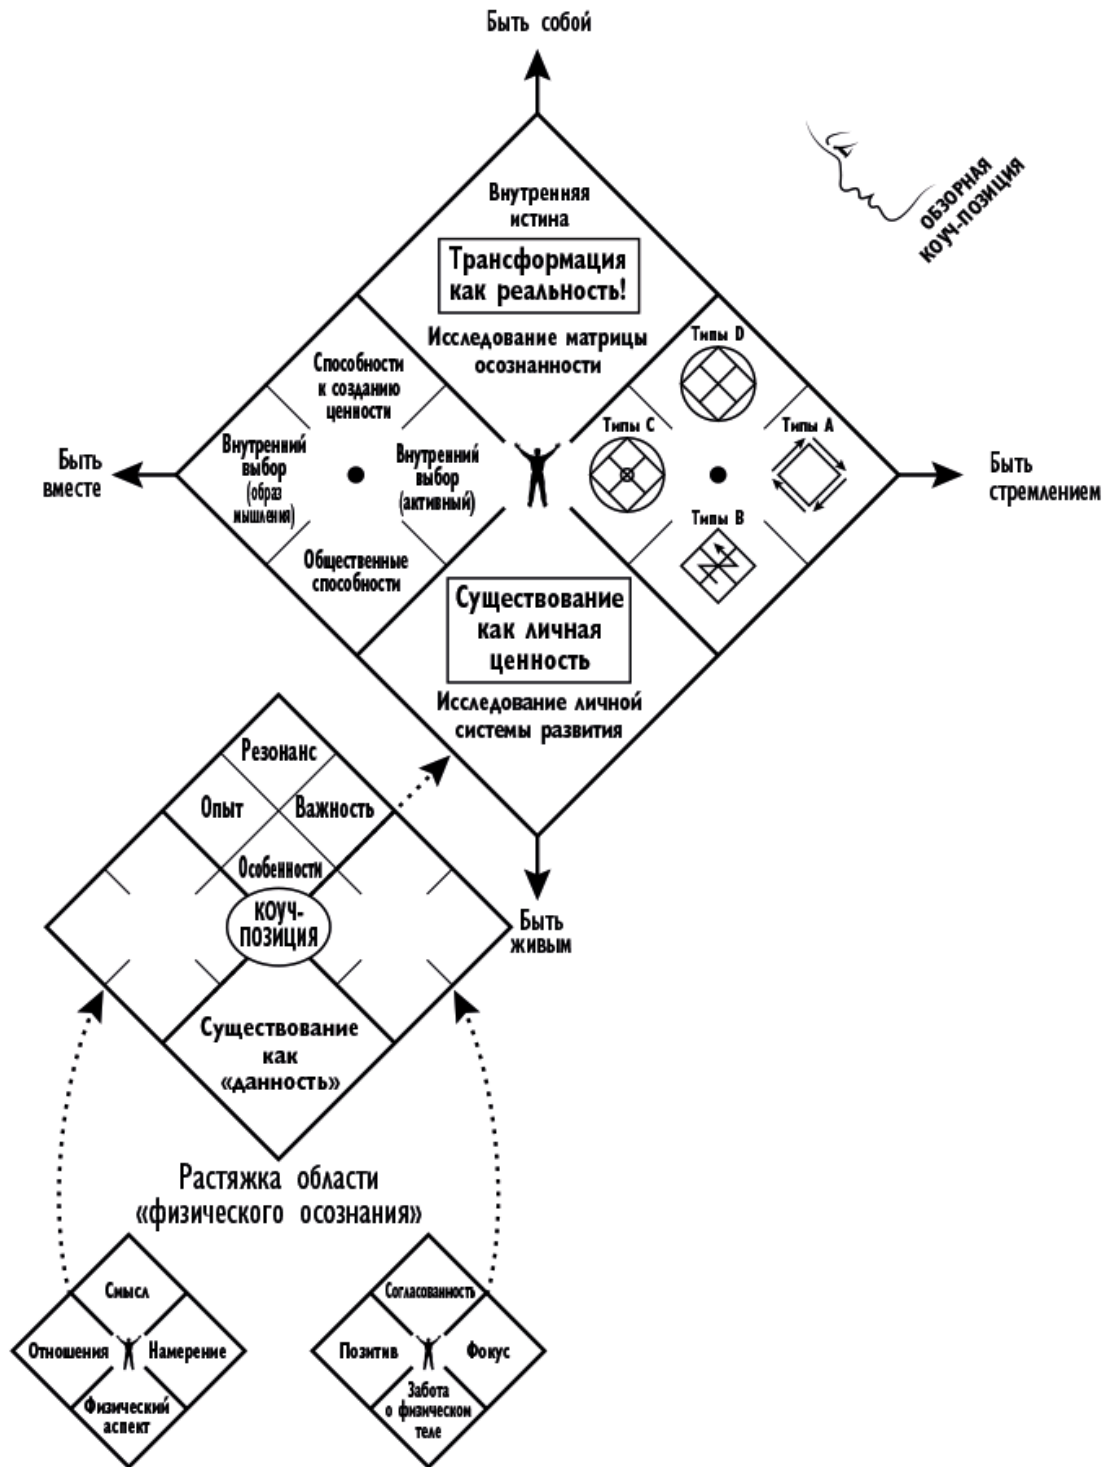 Быть собой
ОБЗОРНАЯ
КОУЧ-ПОЗИЦИЯ
Внутренняя
истина
Трансформация
как реальность!
Исследование матрицы
осознанности
Способности
к созданию
ценности
Внутренний
выбор
(образ
мышления)
Внутренний
выбор
(активный)
Общественные
способности
Типы D
Типы C
Типы A
Типы B
Быть
вместе
Быть
стремлением
Существование
как личная
ценность
Исследование личной
системы развития
Быть
живым
Резонанс
Опыт
Важность
Особенности
КОУЧ-
ПОЗИЦИЯ
Существование
как
«данность»
Растяжка области
«физического осознания»
Смысл
Отношения
Намерение
Физический
аспект
Согласованность
Позитив
Фокус
Забота
о физическом
теле